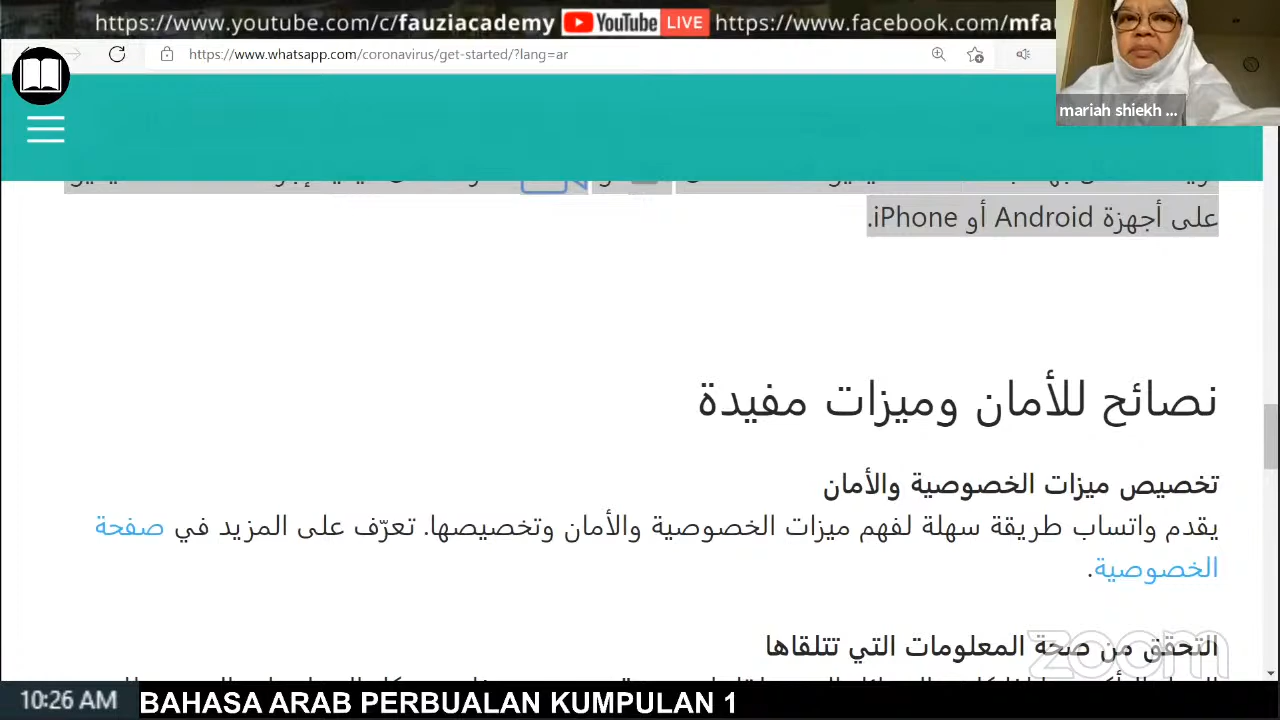 https://www.youtube.com/c/fauziacademy YouTube LIVE https://www.facebook.com/mfau
https://www.whatsapp.com/coronavirus/get-started/?lang=ar
mariah shiekh ...
على أجهزة Android أو iPhone.
نصائح للأمان وميزات مفيدة
تخصيص ميزات الخصوصية والأمان
يقدم واتساب طريقة سهلة لفهم ميزات الخصوصية والأمان وتخصيصها. تعرّف على المزيد في صفحة
الخصوصية.
التحقق من صحة المعلومات التي تتلقاها
zoom
10:26 AM BAHASA ARAB PERBUALAN KUMPULAN 1